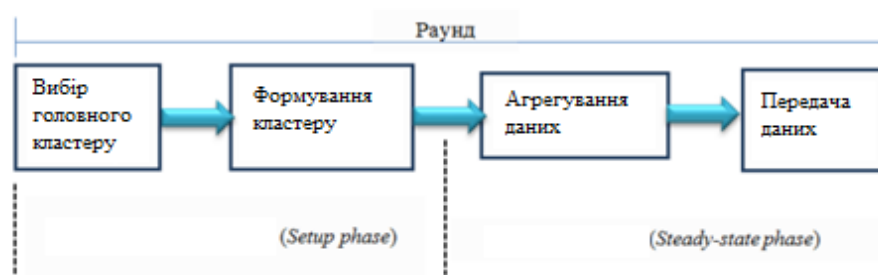 Раунд
Вибір
головного
кластеру
Формування
кластеру
Агрегування
даних
Передача
даних
(Setup phase)
(Steady-state phase)